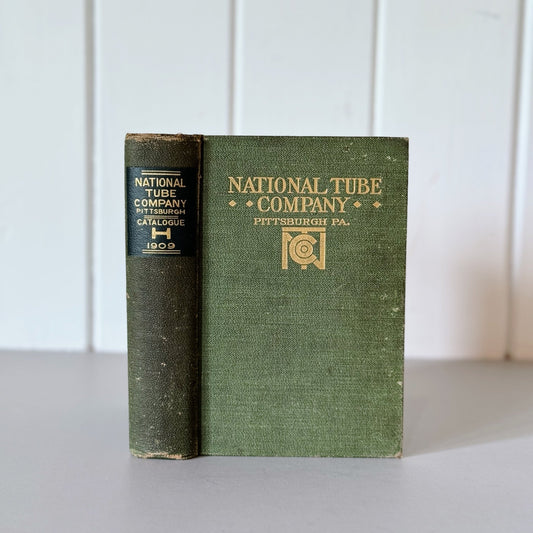 NATIONAL
TUBE
COMPANY
PITTSBURGH
CATALOGUE
H
1909
NATIONAL TUBE
COMPANY
PITTSBURGH PA.